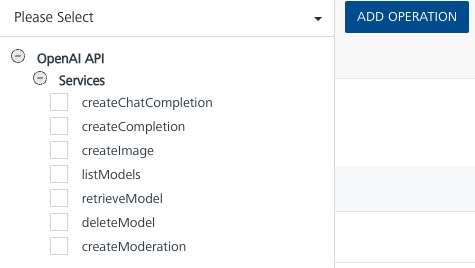 Please Select
ADD OPERATION
OpenAI API
Services
createChatCompletion
createCompletion
createImage
listModels
retrieveModel
deleteModel
createModeration